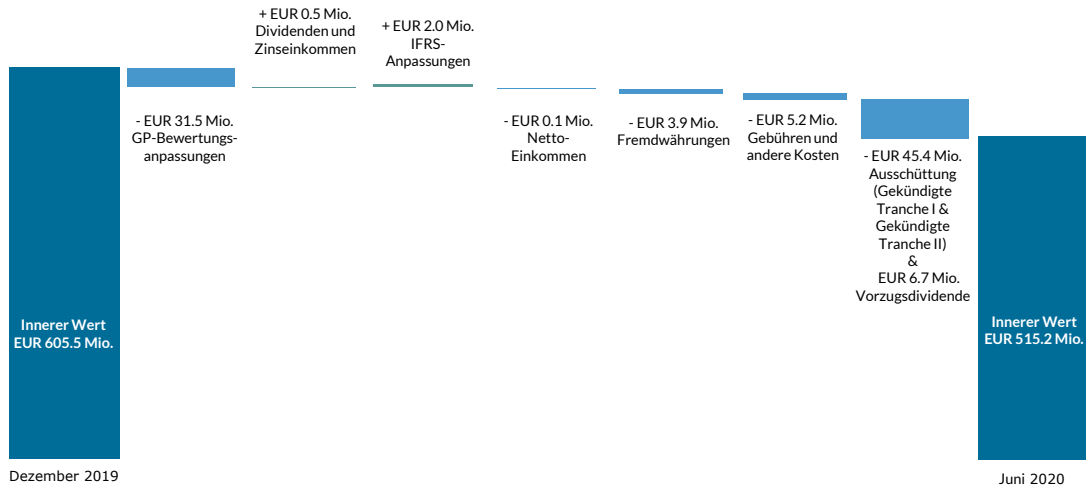 + EUR 0.5 Mio.
Dividenden und
Zinseinkommen
+ EUR 2.0 Mio.
IFRS-
Anpassungen
- EUR 31.5 Mio.
GP-Bewertungs-
anpassungen
- EUR 0.1 Mio.
Netto-
Einkommen
- EUR 3.9 Mio.
Fremdwährungen
- EUR 5.2 Mio.
Gebühren und
andere Kosten
- EUR 45.4 Mio.
Ausschüttung
(Gekündigte
Tranche I &
Gekündigte
Tranche II)
&
EUR 6.7 Mio.
Vorzugsdividende
Innerer Wert
EUR 605.5 Mio.
Innerer Wert
EUR 515.2 Mio.
Dezember 2019
Juni 2020